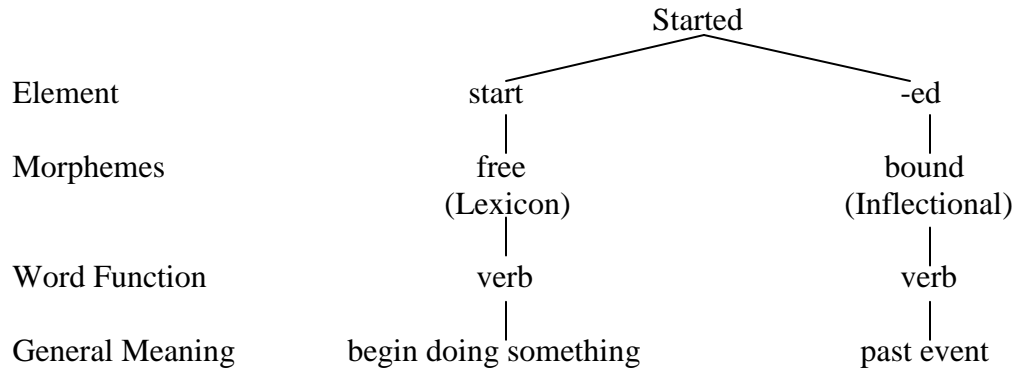 Started
Element start -ed
Morphemes free bound
(Lexicon) (Inflectional)
Word Function verb verb
General Meaning begin doing something past event